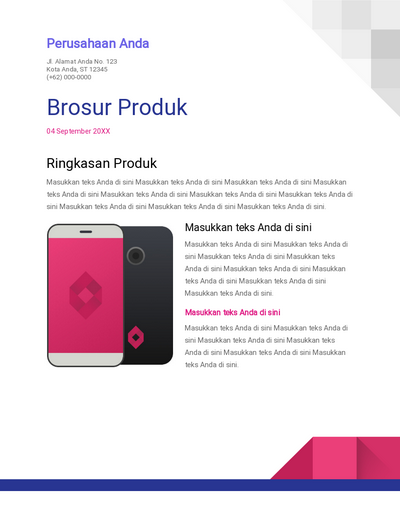 Perusahaan Anda
Jl. Alamat Anda No. 123
Kota Anda, ST 12345
(+62) 000-0000
Brosur Produk
04 September 20XX
Ringkasan Produk
Masukkan teks Anda di sini Masukkan teks Anda di sini Masukkan teks Anda di sini Masukkan
teks Anda di sini Masukkan teks Anda di sini Masukkan teks Anda di sini Masukkan teks Anda di
sini Masukkan teks Anda di sini Masukkan teks Anda di sini Masukkan teks Anda di sini.
Masukkan teks Anda di sini
Masukkan teks Anda di sini Masukkan teks Anda di
sini Masukkan teks Anda di sini Masukkan teks
Anda di sini Masukkan teks Anda di sini Masukkan
teks Anda di sini Masukkan teks Anda di sini
Masukkan teks Anda di sini.
Masukkan teks Anda di sini
Masukkan teks Anda di sini Masukkan teks Anda di
sini Masukkan teks Anda di sini Masukkan teks
Anda di sini Masukkan teks Anda di sini Masukkan
teks Anda di sini